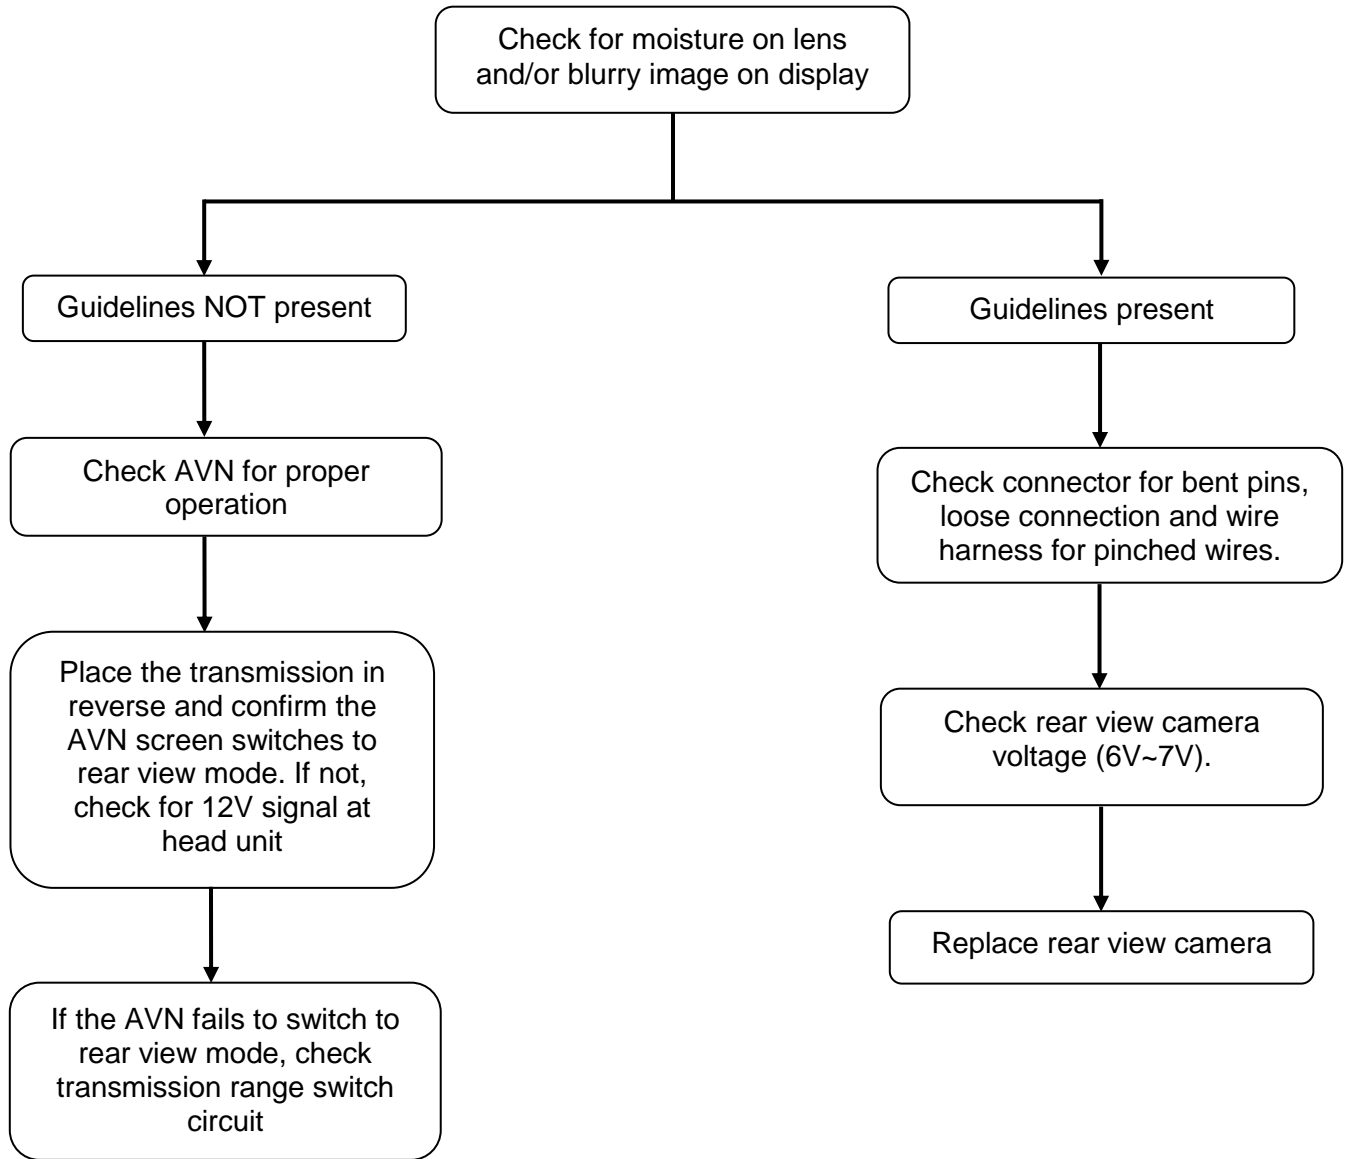 Check for moisture on lens
and/or blurry image on display
Guidelines NOT present
Check AVN for proper
operation
Place the transmission in
reverse and confirm the
AVN screen switches to
rear view mode. If not,
check for 12V signal at
head unit
If the AVN fails to switch to
rear view mode, check
transmission range switch
circuit
Guidelines present
Check connector for bent pins,
loose connection and wire
harness for pinched wires.
Check rear view camera
voltage (6V~7V).
Replace rear view camera